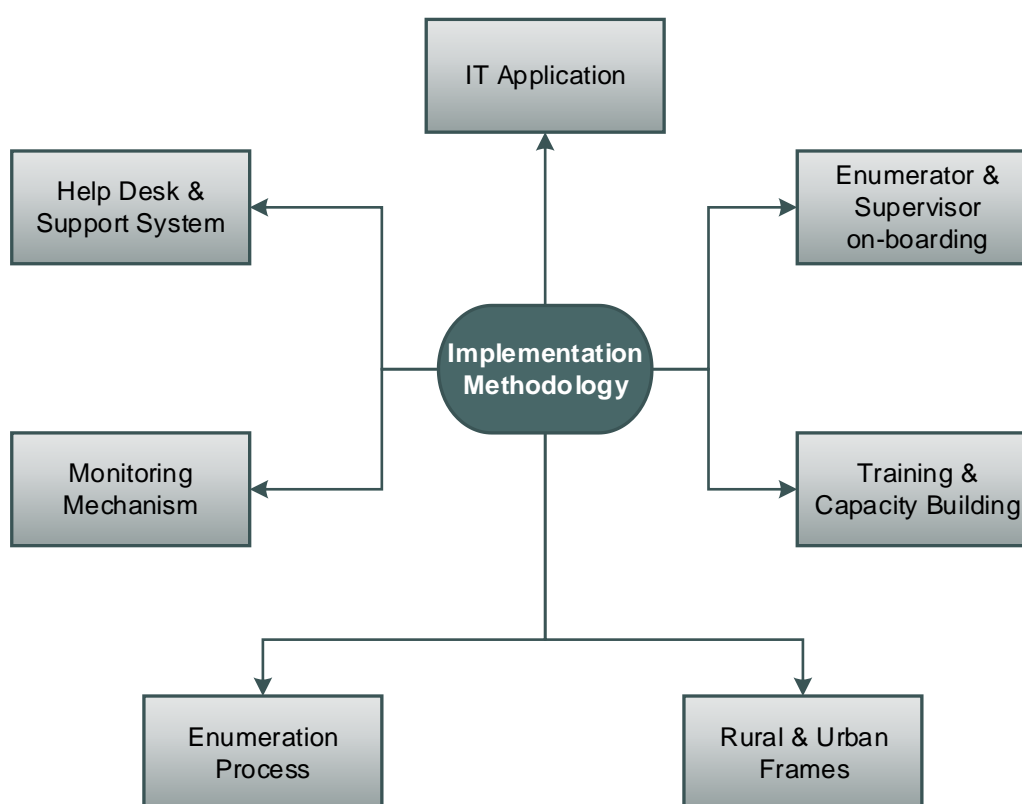 IT Application
Help Desk &
Support System
Enumerator &
Supervisor
on-boarding
Implementation
Methodology
Monitoring
Mechanism
Training &
Capacity Building
Enumeration
Process
Rural & Urban
Frames